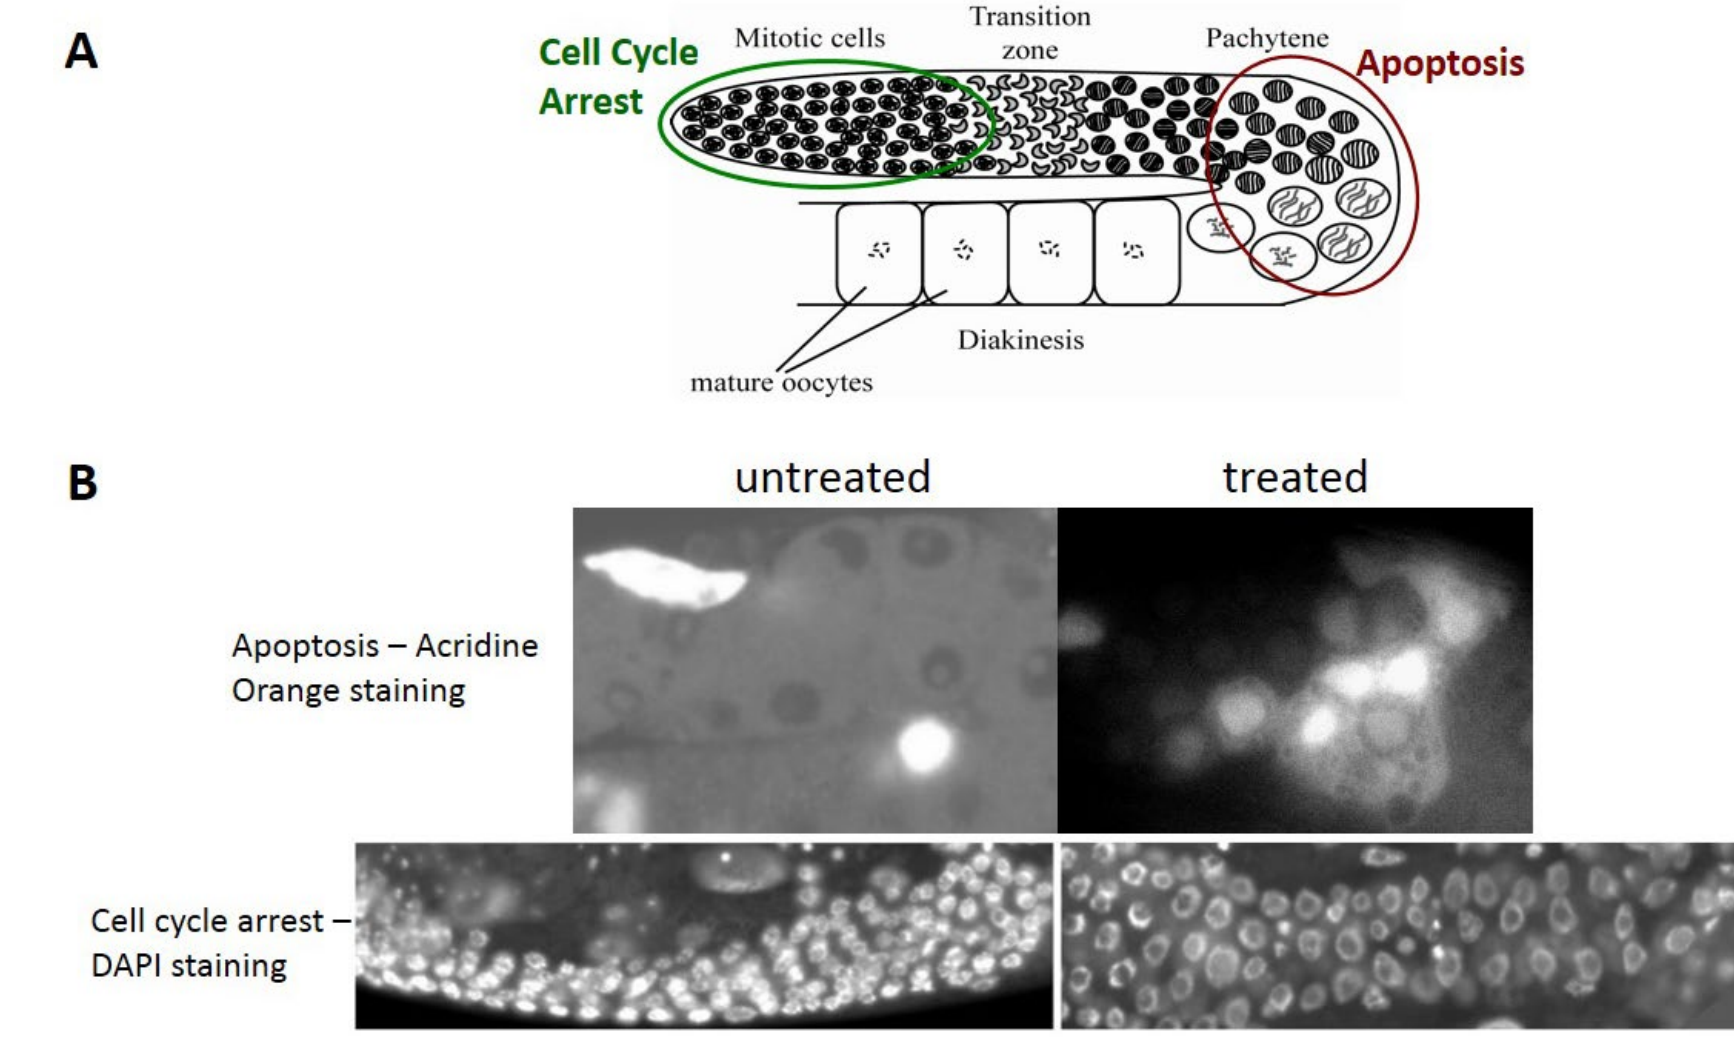 A
Cell Cycle
Arrest
Mitotic cells
Transition
zone
Pachytene
Apoptosis
Diakinesis
mature oocytes
B
untreated
treated
Apoptosis – Acridine
Orange staining
Cell cycle arrest –
DAPI staining